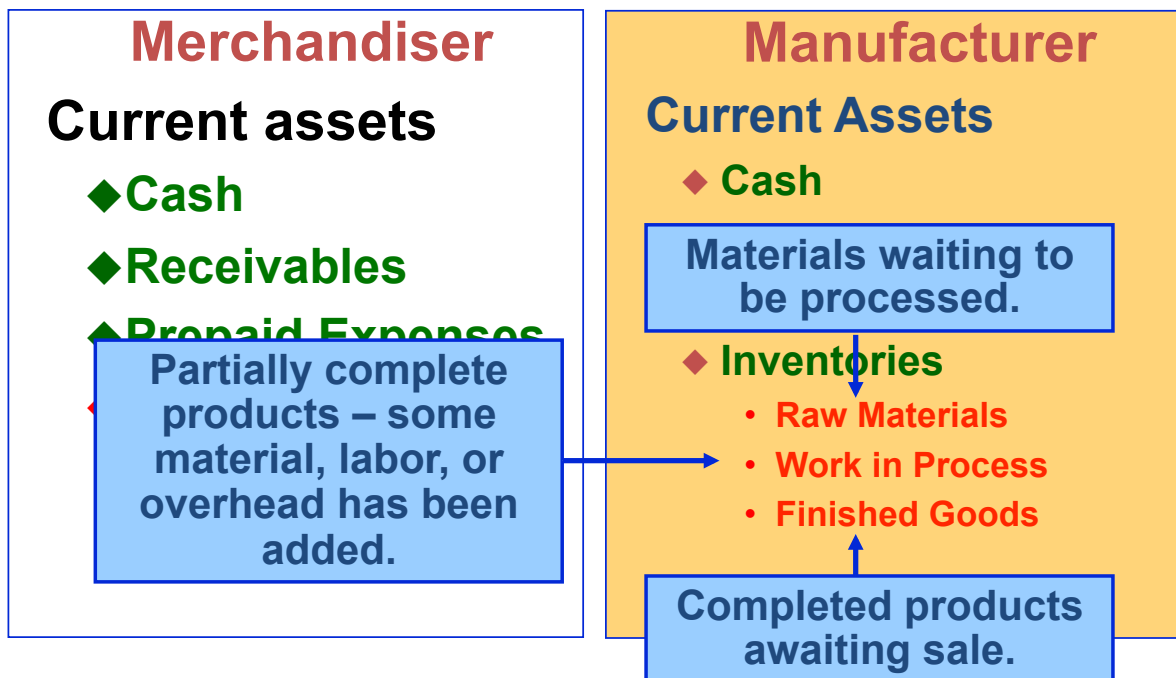 Merchandiser
Current assets
◆Cash
◆Receivables
◆Prepaid Expenses
Partially complete
products – some
material, labor, or
overhead has been
added.
Manufacturer
Current Assets
◆ Cash
Materials waiting to
be processed.
◆ Inventories
• Raw Materials
• Work in Process
• Finished Goods
Completed products
awaiting sale.